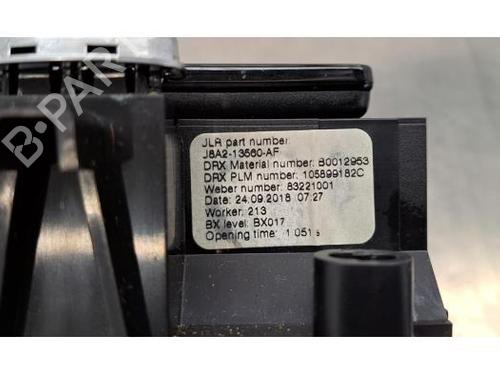 JLR part number:
J8A2-13560-AF
DRX Material number: B0012953
DRX PLM number: 105899182C
Weber number: 83221001
Date: 24.09.2018 07:27
Worker: 213
BX level: BX017
Opening time: 1.051 s
B-PARTS